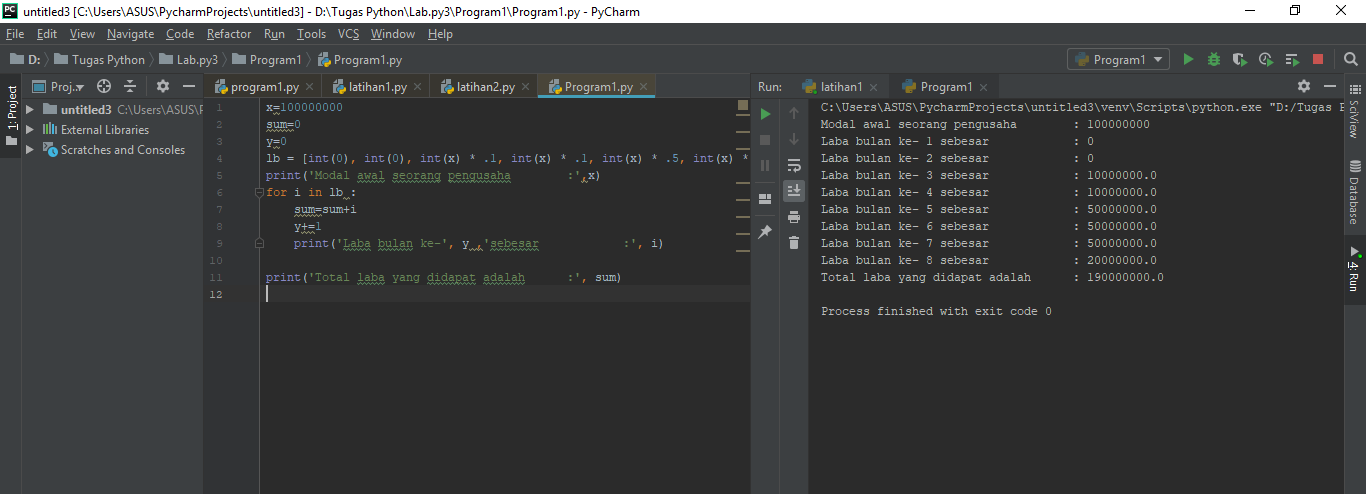 untitled3 [C:\Users\ASUS\PycharmProjects\untitled3] - D:\Tugas Python\Lab.py3\Program1\Program1.py - PyCharm
File Edit View Navigate Code Refactor Run Tools VCS Window Help
D: Tugas Python Lab.py3 Program1 Program1.py
Program1
1: Project
Proj..
untitled3 C:\Users\ASUS\P
External Libraries
Scratches and Consoles
program1.py latihan1.py latihan2.py Program1.py
1 x=100000000
2 sum=0
3 y=0
4 lb = [int(0), int(0), int(x) * .1, int(x) * .1, int(x) * .5, int(x) *
5 print('Modal awal seorang pengusaha :',x)
6 for i in lb :
7 sum=sum+i
8 y+=1
9 print('Laba bulan ke-', y ,'sebesar :', i)
10
11 print('Total laba yang didapat adalah :', sum)
12
Run: latihan1 Program1
C:\Users\ASUS\PycharmProjects\untitled3\venv\Scripts\python.exe "D:/Tugas P
Modal awal seorang pengusaha : 100000000
Laba bulan ke- 1 sebesar : 0
Laba bulan ke- 2 sebesar : 0
Laba bulan ke- 3 sebesar : 10000000.0
Laba bulan ke- 4 sebesar : 10000000.0
Laba bulan ke- 5 sebesar : 50000000.0
Laba bulan ke- 6 sebesar : 50000000.0
Laba bulan ke- 7 sebesar : 50000000.0
Laba bulan ke- 8 sebesar : 20000000.0
Total laba yang didapat adalah : 190000000.0
Process finished with exit code 0
SciView
Database
4: Run